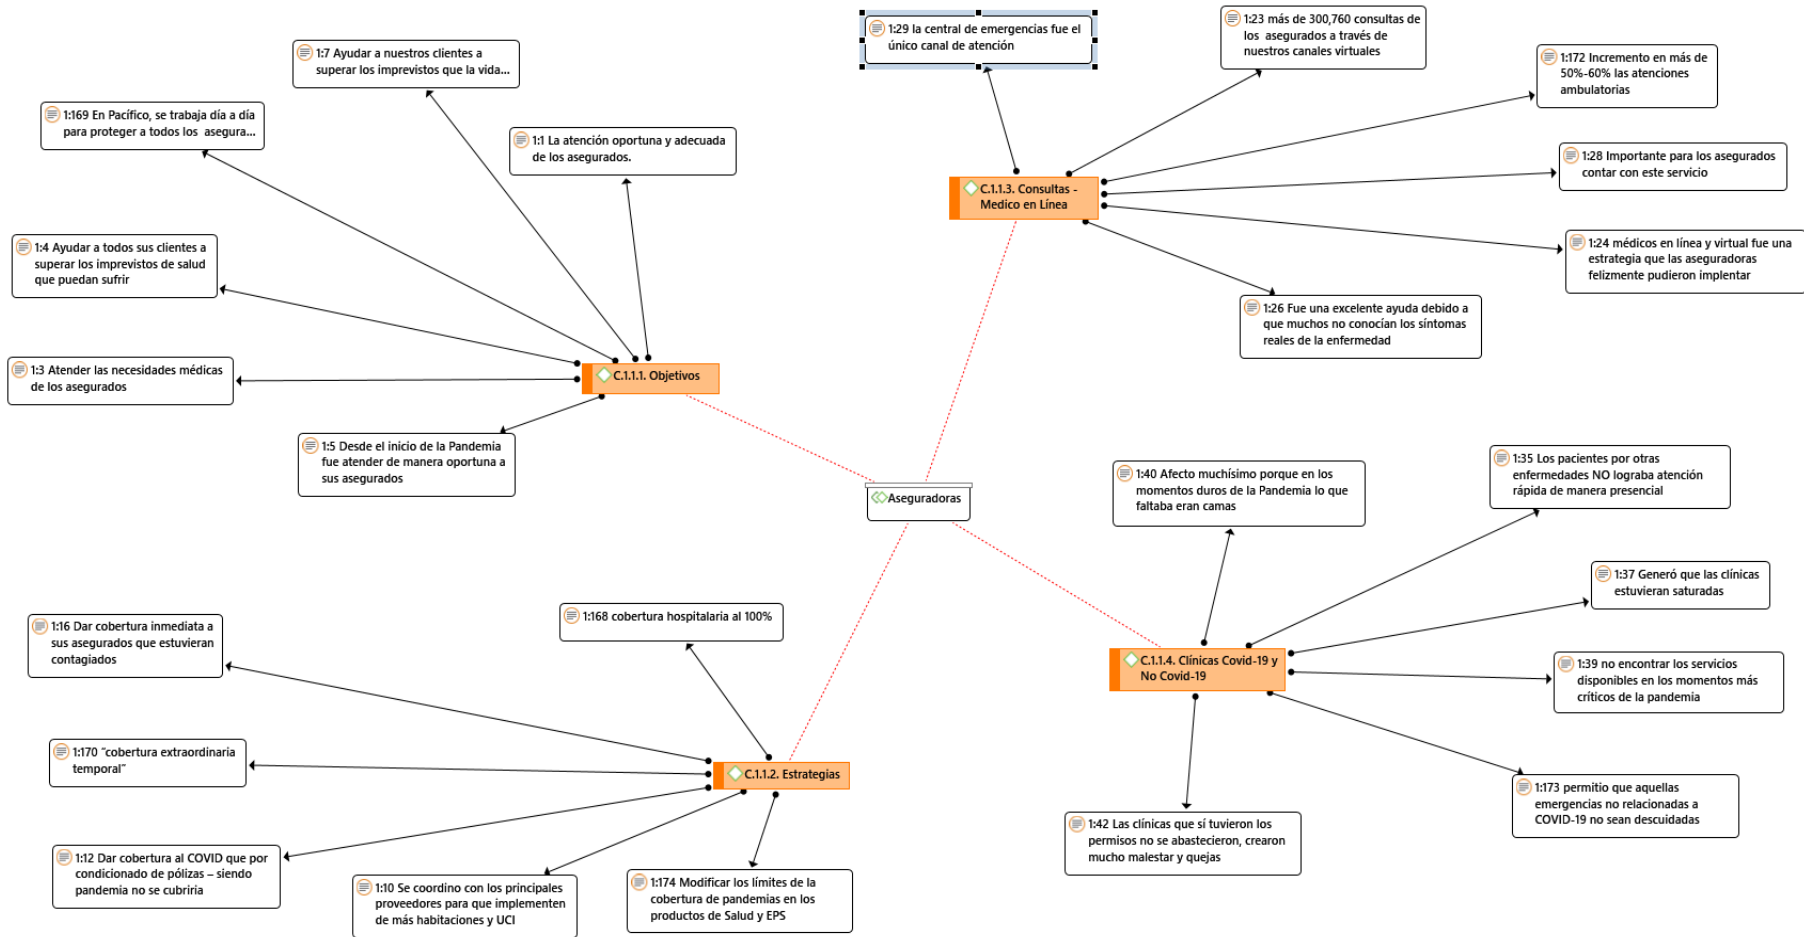 1:29 la central de emergencias fue el
único canal de atención
1:23 más de 300,760 consultas de
los asegurados a través de
nuestros canales virtuales
1:7 Ayudar a nuestros clientes a
superar los imprevistos que la vida...
1:172 Incremento en más de
50%-60% las atenciones
ambulatorias
1:169 En Pacífico, se trabaja día a día
para proteger a todos los asegura...
1:1 La atención oportuna y adecuada
de los asegurados.
1:28 Importante para los asegurados
contar con este servicio
C.1.1.3. Consultas -
Medico en Línea
1:4 Ayudar a todos sus clientes a
superar los imprevistos de salud
que puedan sufrir
1:24 médicos en línea y virtual fue una
estrategia que las aseguradoras
felizmente pudieron implentar
1:26 Fue una excelente ayuda debido a
que muchos no conocían los síntomas
reales de la enfermedad
1:3 Atender las necesidades médicas
de los asegurados
C.1.1.1. Objetivos
1:5 Desde el inicio de la Pandemia
fue atender de manera oportuna a
sus asegurados
Aseguradoras
1:40 Afecto muchísimo porque en los
momentos duros de la Pandemia lo que
faltaba eran camas
1:35 Los pacientes por otras
enfermedades NO lograba atención
rápida de manera presencial
1:37 Generó que las clínicas
estuvieran saturadas
1:168 cobertura hospitalaria al 100%
1:16 Dar cobertura inmediata a
sus asegurados que estuvieran
contagiados
C.1.1.4. Clínicas Covid-19 y
No Covid-19
1:39 no encontrar los servicios
disponibles en los momentos más
críticos de la pandemia
1:170 "cobertura extraordinaria
temporal"
C.1.1.2. Estrategias
1:173 permitio que aquellas
emergencias no relacionadas a
COVID-19 no sean descuidadas
1:42 Las clínicas que sí tuvieron los
permisos no se abastecieron, crearon
mucho malestar y quejas
1:12 Dar cobertura al COVID que por
condicionado de pólizas – siendo
pandemia no se cubriria
1:10 Se coordino con los principales
proveedores para que implementen
de más habitaciones y UCI
1:174 Modificar los límites de la
cobertura de pandemias en los
productos de Salud y EPS